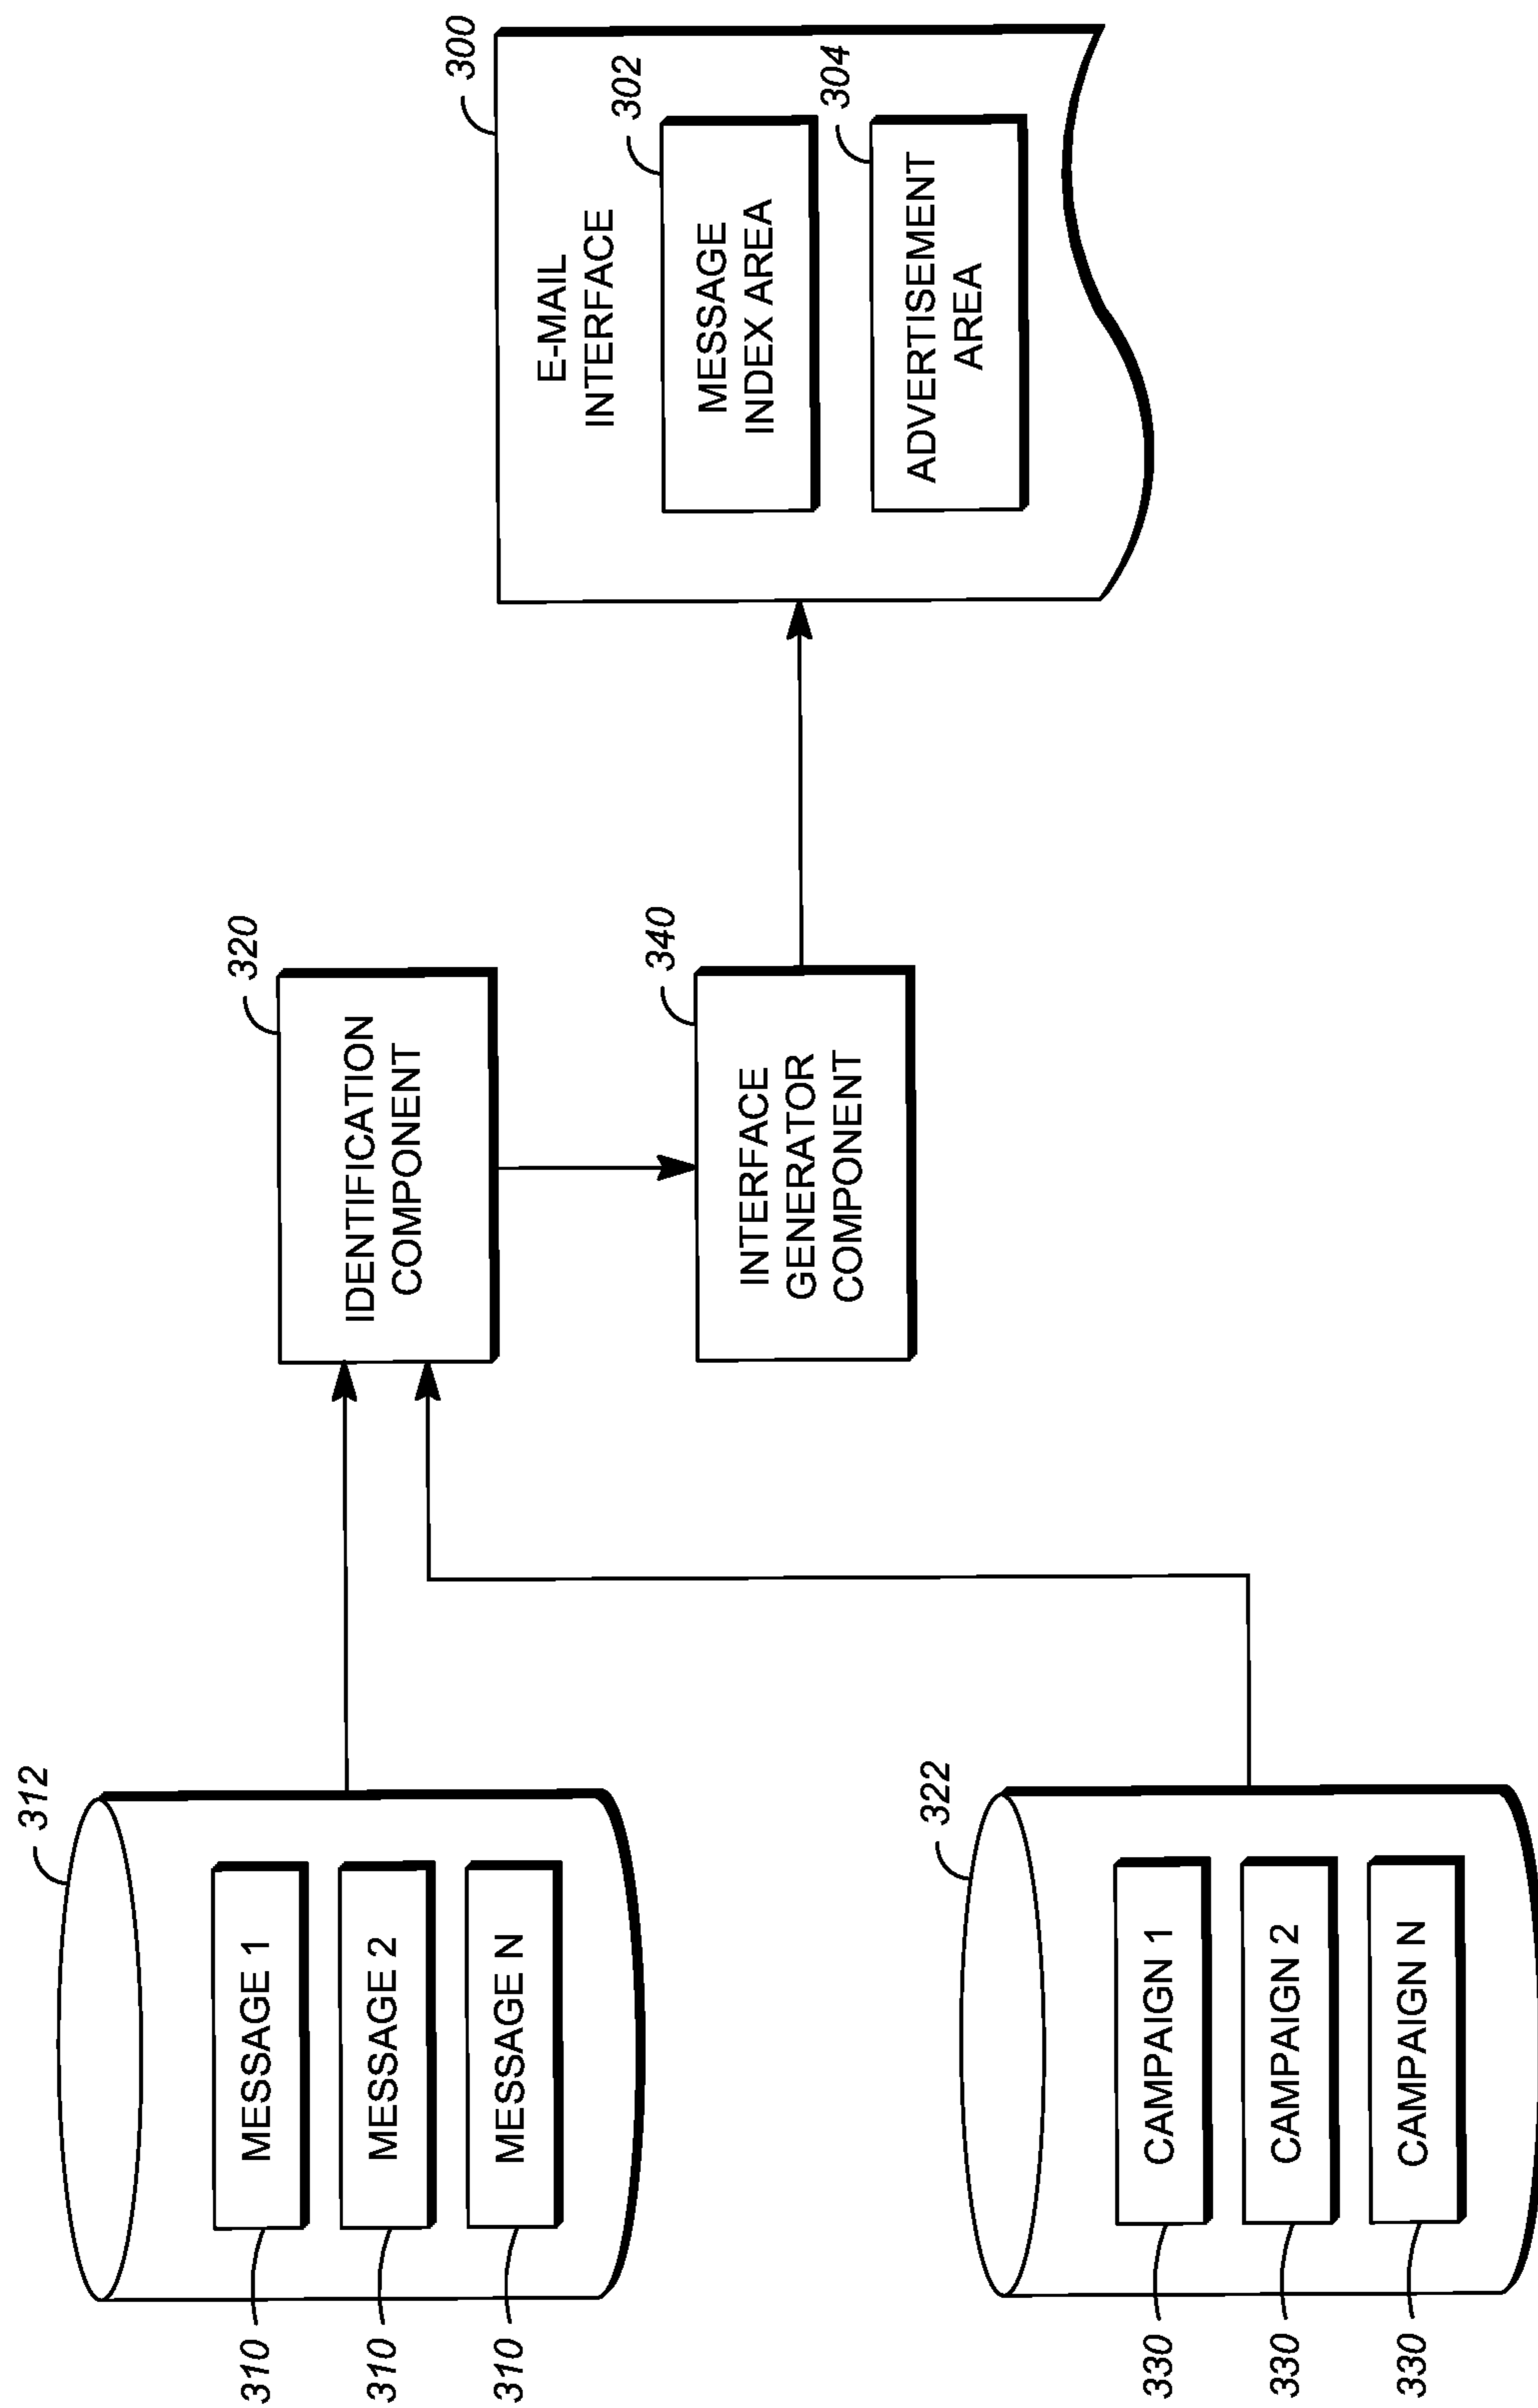 312
MESSAGE 1
MESSAGE 2
MESSAGE N
310
310
310
322
CAMPAIGN 1
CAMPAIGN 2
CAMPAIGN N
330
330
330
320
IDENTIFICATION
COMPONENT
340
INTERFACE
GENERATOR
COMPONENT
300
E-MAIL
INTERFACE
302
MESSAGE
INDEX AREA
304
ADVERTISEMENT
AREA